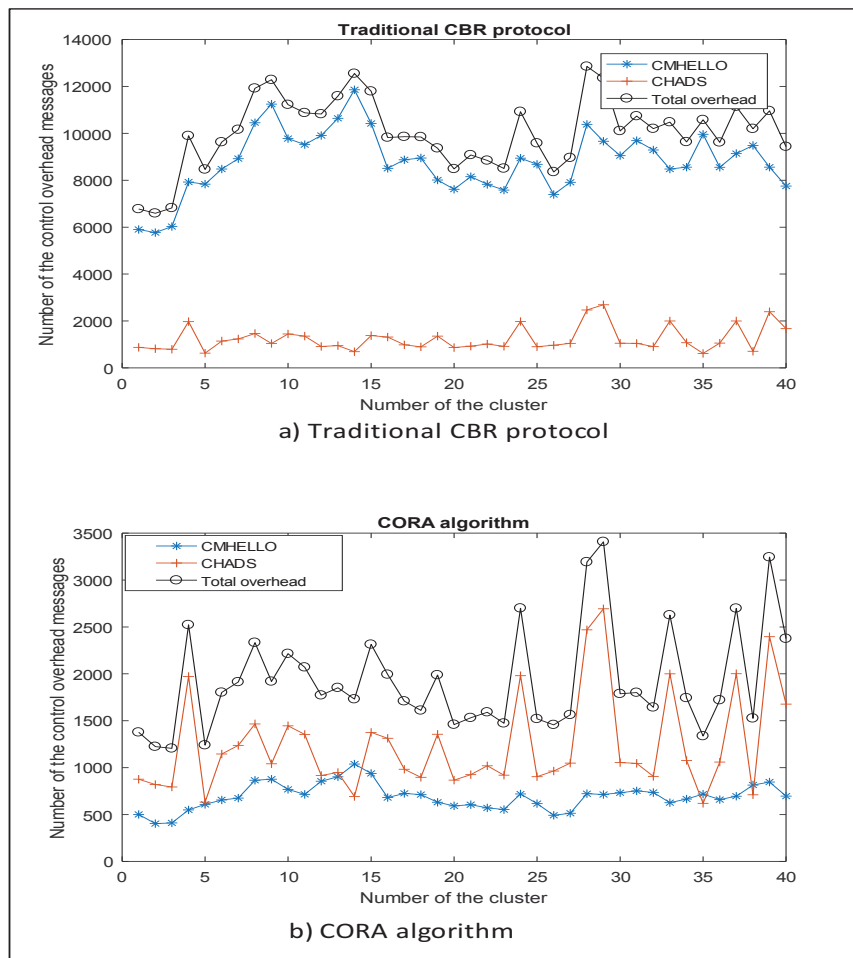 Traditional CBR protocol
14000
12000
10000
8000
6000
4000
2000
0
Number of the control overhead messages
CMHELLO
CHADS
Total overhead
0 5 10 15 20 25 30 35 40
Number of the cluster
a) Traditional CBR protocol
CORA algorithm
3500
3000
2500
2000
1500
1000
500
0
Number of the control overhead messages
CMHELLO
CHADS
Total overhead
0 5 10 15 20 25 30 35 40
Number of the cluster
b) CORA algorithm